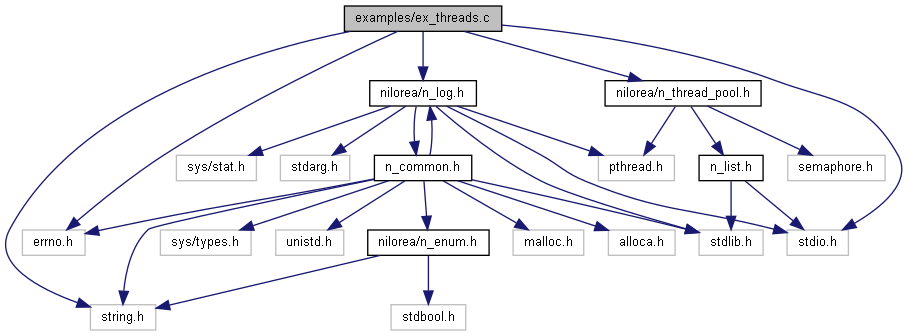 examples/ex_threads.c
nilorea/n_log.h
nilorea/n_thread_pool.h
sys/stat.h
stdarg.h
n_common.h
pthread.h
n_list.h
semaphore.h
errno.h
sys/types.h
unistd.h
nilorea/n_enum.h
malloc.h
alloca.h
stdlib.h
stdio.h
string.h
stdbool.h